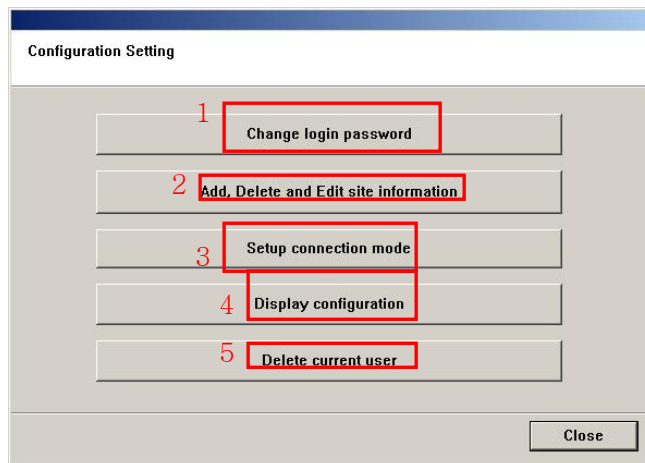 Configuration Setting
1 Change login password
2 Add, Delete and Edit site information
3 Setup connection mode
4 Display configuration
5 Delete current user
Close